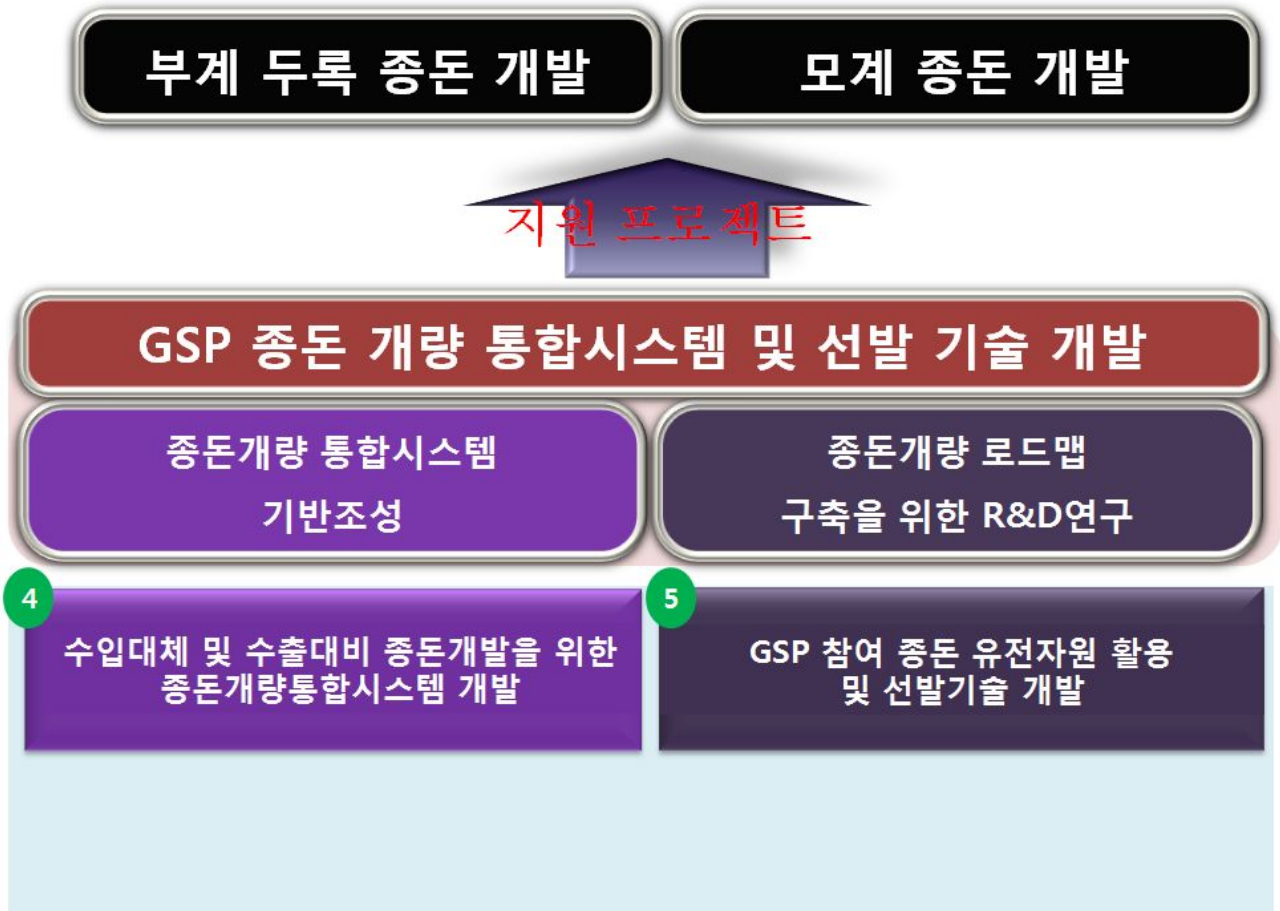 부계 두록 종돈 개발
모계 종돈 개발
지원 프로젝트
GSP 종돈 개량 통합시스템 및 선발 기술 개발
종돈개량 통합시스템
기반조성
종돈개량 로드맵
구축을 위한 R&D연구
4
수입대체 및 수출대비 종돈개발을 위한
종돈개량통합시스템 개발
5
GSP 참여 종돈 유전자원 활용
및 선발기술 개발